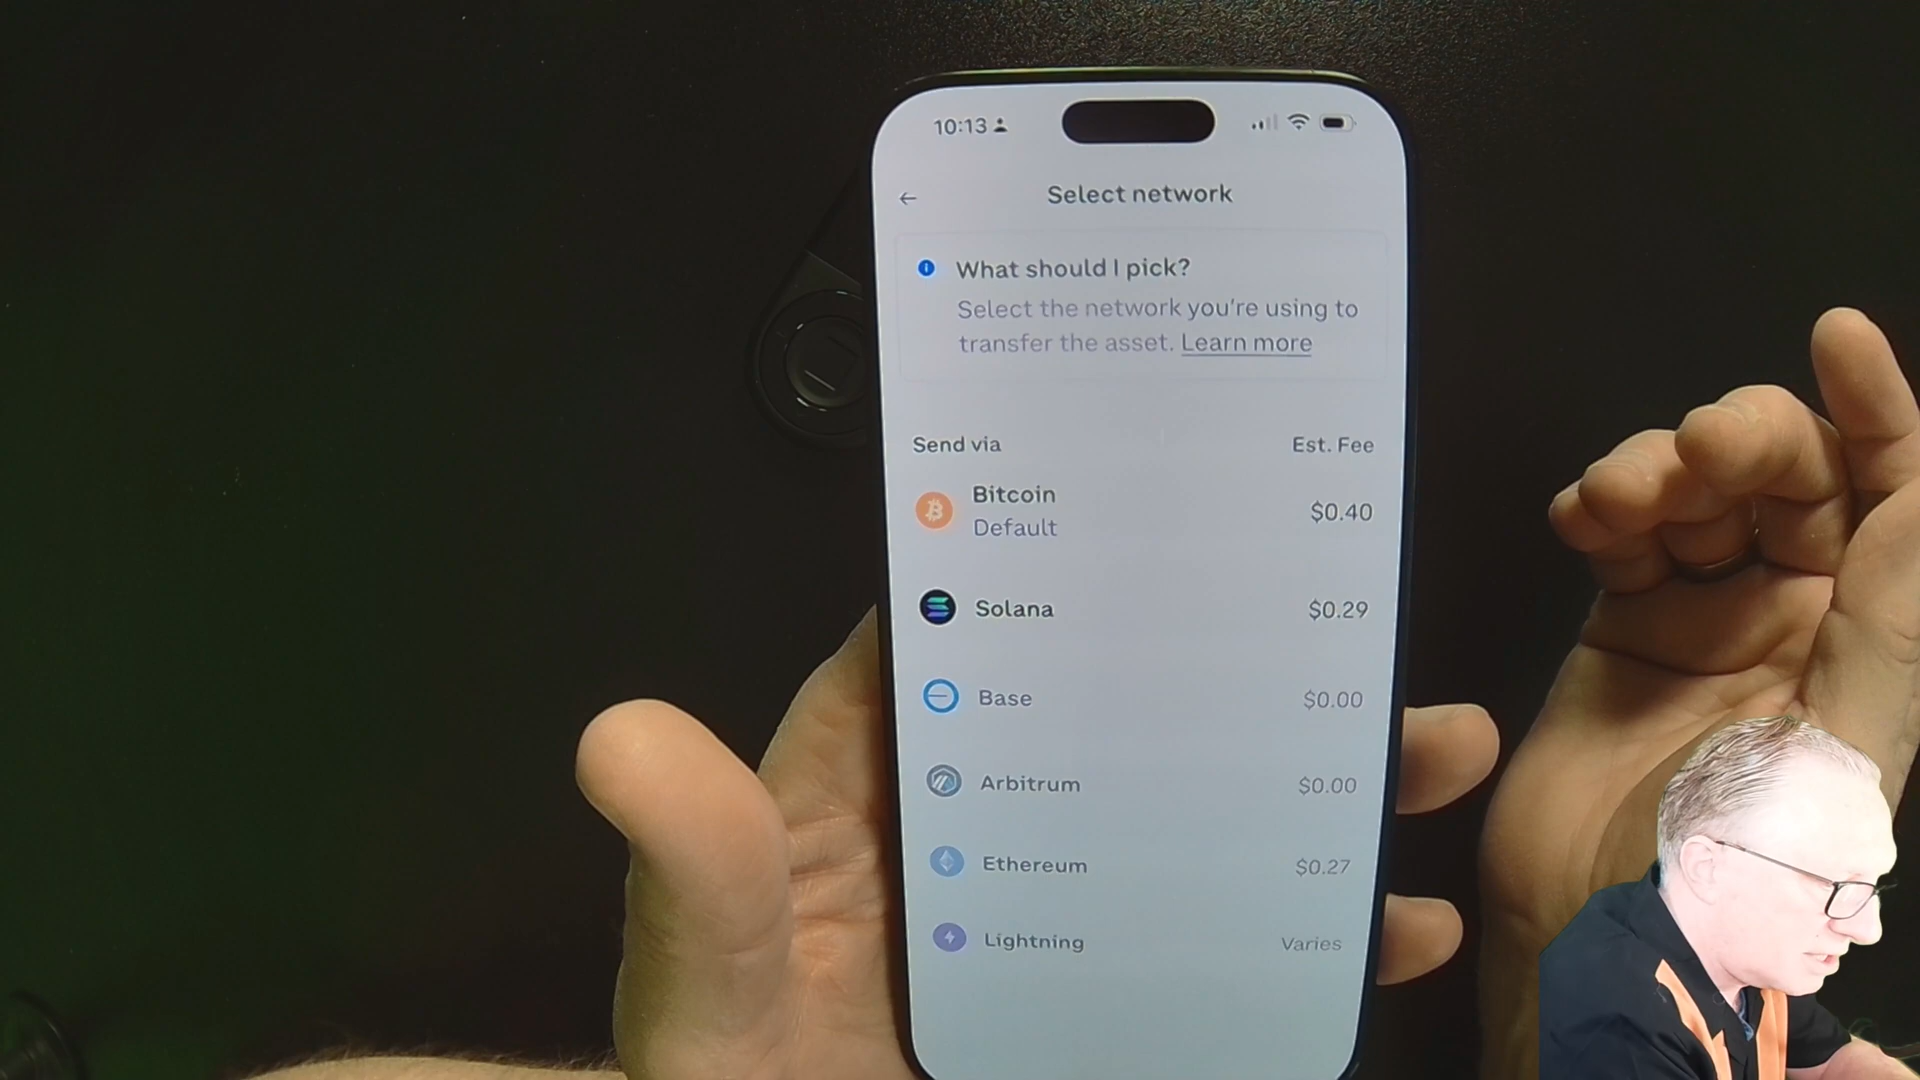 10:13
Select network
What should I pick?
Select the network you're using to
transfer the asset. Learn more
Send via Est. Fee
Bitcoin
Default $0.40
Solana $0.29
Base $0.00
Arbitrum $0.00
Ethereum $0.27
Lightning Varies